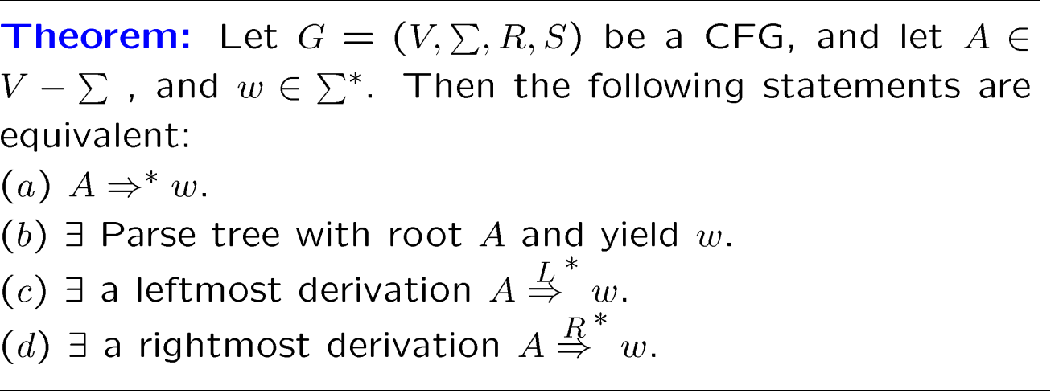 Theorem: Let G = (V, Σ, R, S) be a CFG, and let A ∈
V − Σ , and w ∈ Σ*. Then the following statements are
equivalent:
(a) A ⇒* w.
(b) ∃ Parse tree with root A and yield w.
(c) ∃ a leftmost derivation A L⇒* w.
(d) ∃ a rightmost derivation A R⇒* w.